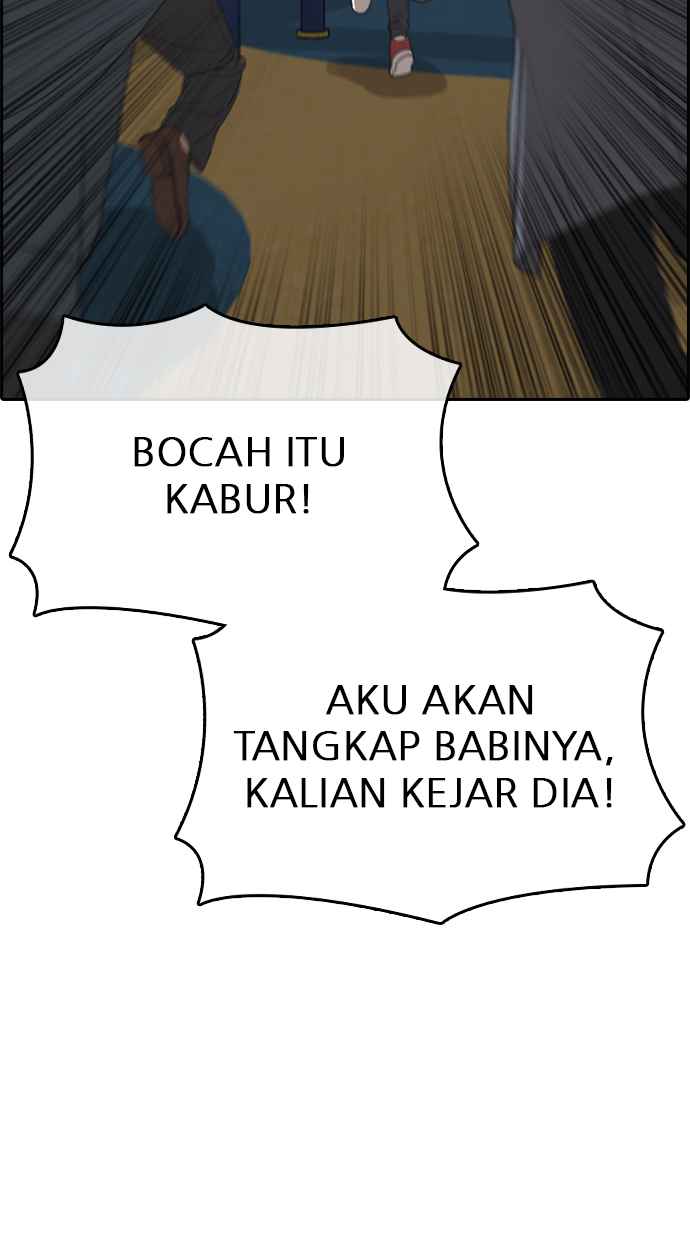 BOCAH ITU
KABUR!
AKU AKAN
TANGKAP BABINYA,
KALIAN KEJAR DIA!